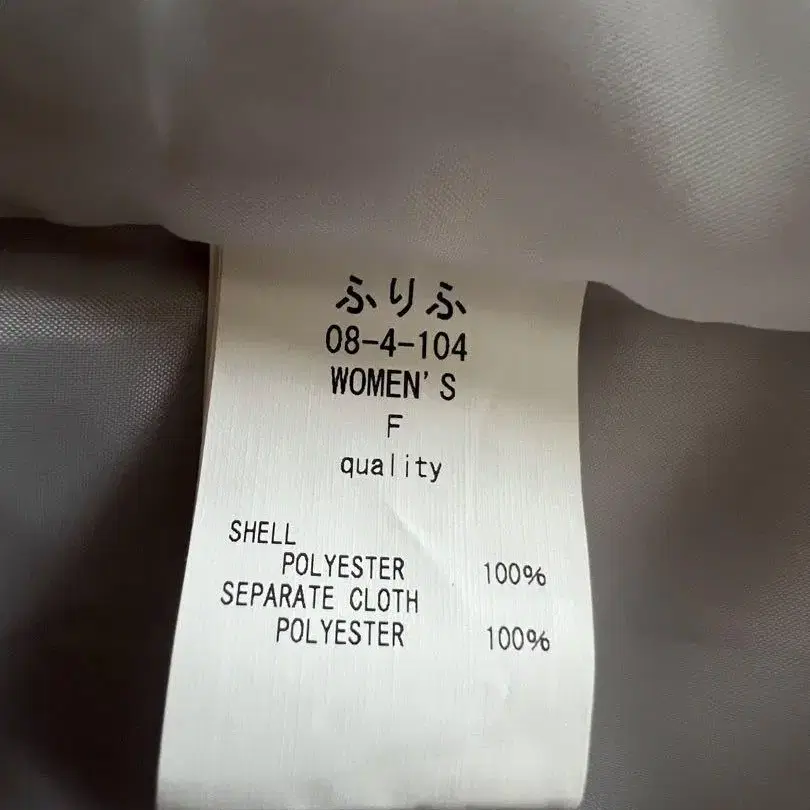 ふりふ
08-4-104
WOMEN'S
F
quality
SHELL
POLYESTER 100%
SEPARATE CLOTH
POLYESTER 100%